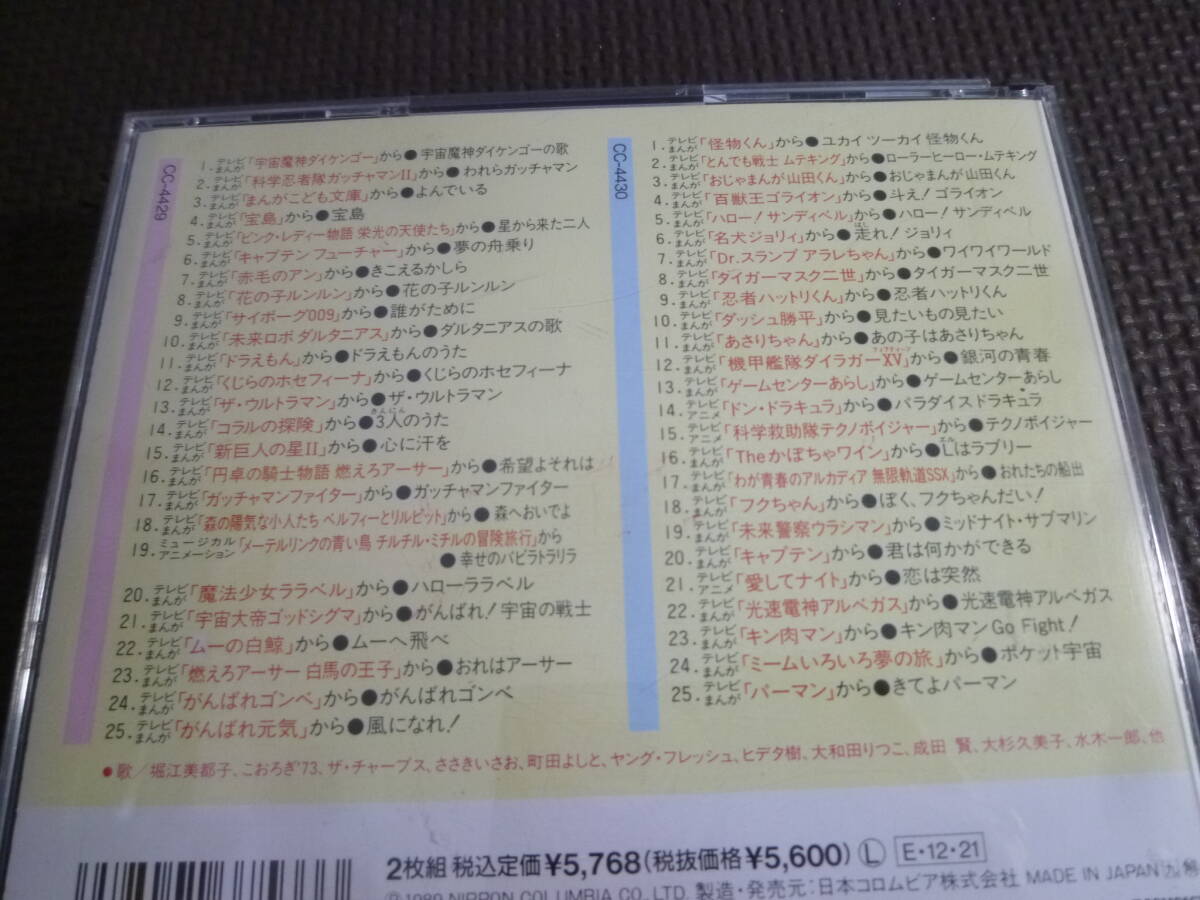 CC-4429
1. テレビまんが「宇宙魔神ダイケンゴー」から●宇宙魔神ダイケンゴーの歌
2. テレビまんが「科学忍者隊ガッチャマンII」から●われらガッチャマン
3. テレビまんが「まんがこども文庫」から●よんでいる
4. テレビまんが「宝島」から●宝島
5. テレビまんが「ピンク・レディー物語 栄光の天使たち」から●星から来た二人
6. テレビまんが「キャプテン フューチャー」から●夢の舟乗り
7. テレビまんが「赤毛のアン」から●きこえるかしら
8. テレビまんが「花の子ルンルン」から●花の子ルンルン
9. テレビまんが「サイボーグ009」から●誰がために
10. テレビまんが「未来ロボ ダルタニアス」から●ダルタニアスの歌
11. テレビまんが「ドラえもん」から●ドラえもんのうた
12. テレビまんが「くじらのホセフィーナ」から●くじらのホセフィーナ
13. テレビまんが「ザ・ウルトラマン」から●ザ・ウルトラマン
14. テレビまんが「コラルの探険」から●3人のうた
15. テレビまんが「新巨人の星II」から●心に汗を
16. テレビまんが「円卓の騎士物語 燃えろアーサー」から●希望よそれは
17. テレビまんが「ガッチャマンファイター」から●ガッチャマンファイター
18. テレビまんが「森の陽気な小人たち ベルフィーとリルビット」から●森へおいでよ
19. ミュージカルアニメーション「メーテルリンクの青い鳥 チルチル・ミチルの冒険旅行」から
●幸せのバビラトラリラ
20. テレビまんが「魔法少女ララベル」から●ハローララベル
21. テレビまんが「宇宙大帝ゴッドシグマ」から●がんばれ!宇宙の戦士
22. テレビまんが「ムーの白鯨」から●ムーへ飛べ
23. テレビまんが「燃えろアーサー 白馬の王子」から●おれはアーサー
24. テレビまんが「がんばれゴンベ」から●がんばれゴンベ
25. テレビまんが「がんばれ元気」から●風になれ!
CC-4430
1. テレビまんが「怪物くん」から●ユカイ ツーカイ 怪物くん
2. テレビまんが「とんでも戦士 ムテキング」から●ローラーヒーロー・ムテキング
3. テレビまんが「おじゃまんが山田くん」から●おじゃまんが山田くん
4. テレビまんが「百獣王ゴライオン」から●斗え!ゴライオン
5. テレビまんが「ハロー!サンディベル」から●ハロー!サンディベル
6. テレビまんが「名犬ジョリィ」から●走れ!ジョリィ
7. テレビまんが「Dr.スランプ アラレちゃん」から●ワイワイワールド
8. テレビまんが「タイガーマスク二世」から●タイガーマスク二世
9. テレビまんが「忍者ハットリくん」から●忍者ハットリくん
10. テレビまんが「ダッシュ勝平」から●見たいもの見たい
11. テレビまんが「あさりちゃん」から●あの子はあさりちゃん
12. テレビまんが「機甲艦隊ダイラガーXV」から●銀河の青春
13. テレビまんが「ゲームセンターあらし」から●ゲームセンターあらし
14. テレビアニメ「ドン・ドラキュラ」から●パラダイスドラキュラ
15. テレビアニメ「科学救助隊テクノボイジャー」から●テクノボイジャー
16. テレビまんが「Theかぼちゃワイン」から●Lはラブリー
17. テレビまんが「わが青春のアルカディア 無限軌道SSX」から●おれたちの船出
18. テレビまんが「フクちゃん」から●ぼく、フクちゃんだい!
19. テレビまんが「未来警察ウラシマン」から●ミッドナイト・サブマリン
20. テレビまんが「キャプテン」から●君は何かができる
21. テレビアニメ「愛してナイト」から●恋は突然
22. テレビまんが「光速電神アルベガス」から●光速電神アルベガス
23. テレビまんが「キン肉マン」から●キン肉マン Go Fight!
24. テレビまんが「ミームいろいろ夢の旅」から●ポケット宇宙
25. テレビまんが「パーマン」から●きてよパーマン
●歌/堀江美都子、こおろぎ'73、ザ・チャープス、ささきいさお、町田よしと、ヤング・フレッシュ、ヒデタ樹、大和田りつこ、成田 賢、大杉久美子、水木一郎、他
2枚組 税込定価¥5,768(税抜価格¥5,600) Ⓛ E・12・21
Ⓟ1989 NIPPON COLUMBIA CO., LTD. 製造・発売元:日本コロムビア株式会社 MADE IN JAPAN